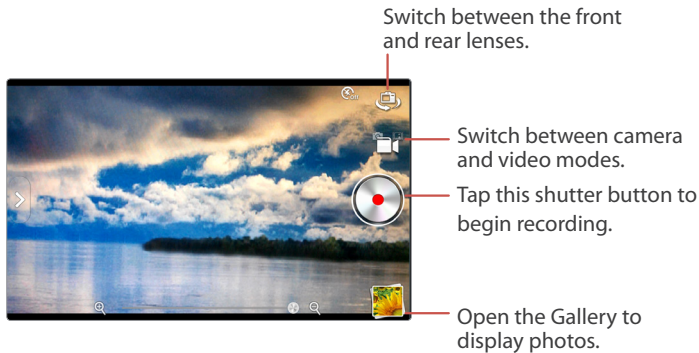 Switch between the front
and rear lenses.
Switch between camera
and video modes.
Tap this shutter button to
begin recording.
Open the Gallery to
display photos.